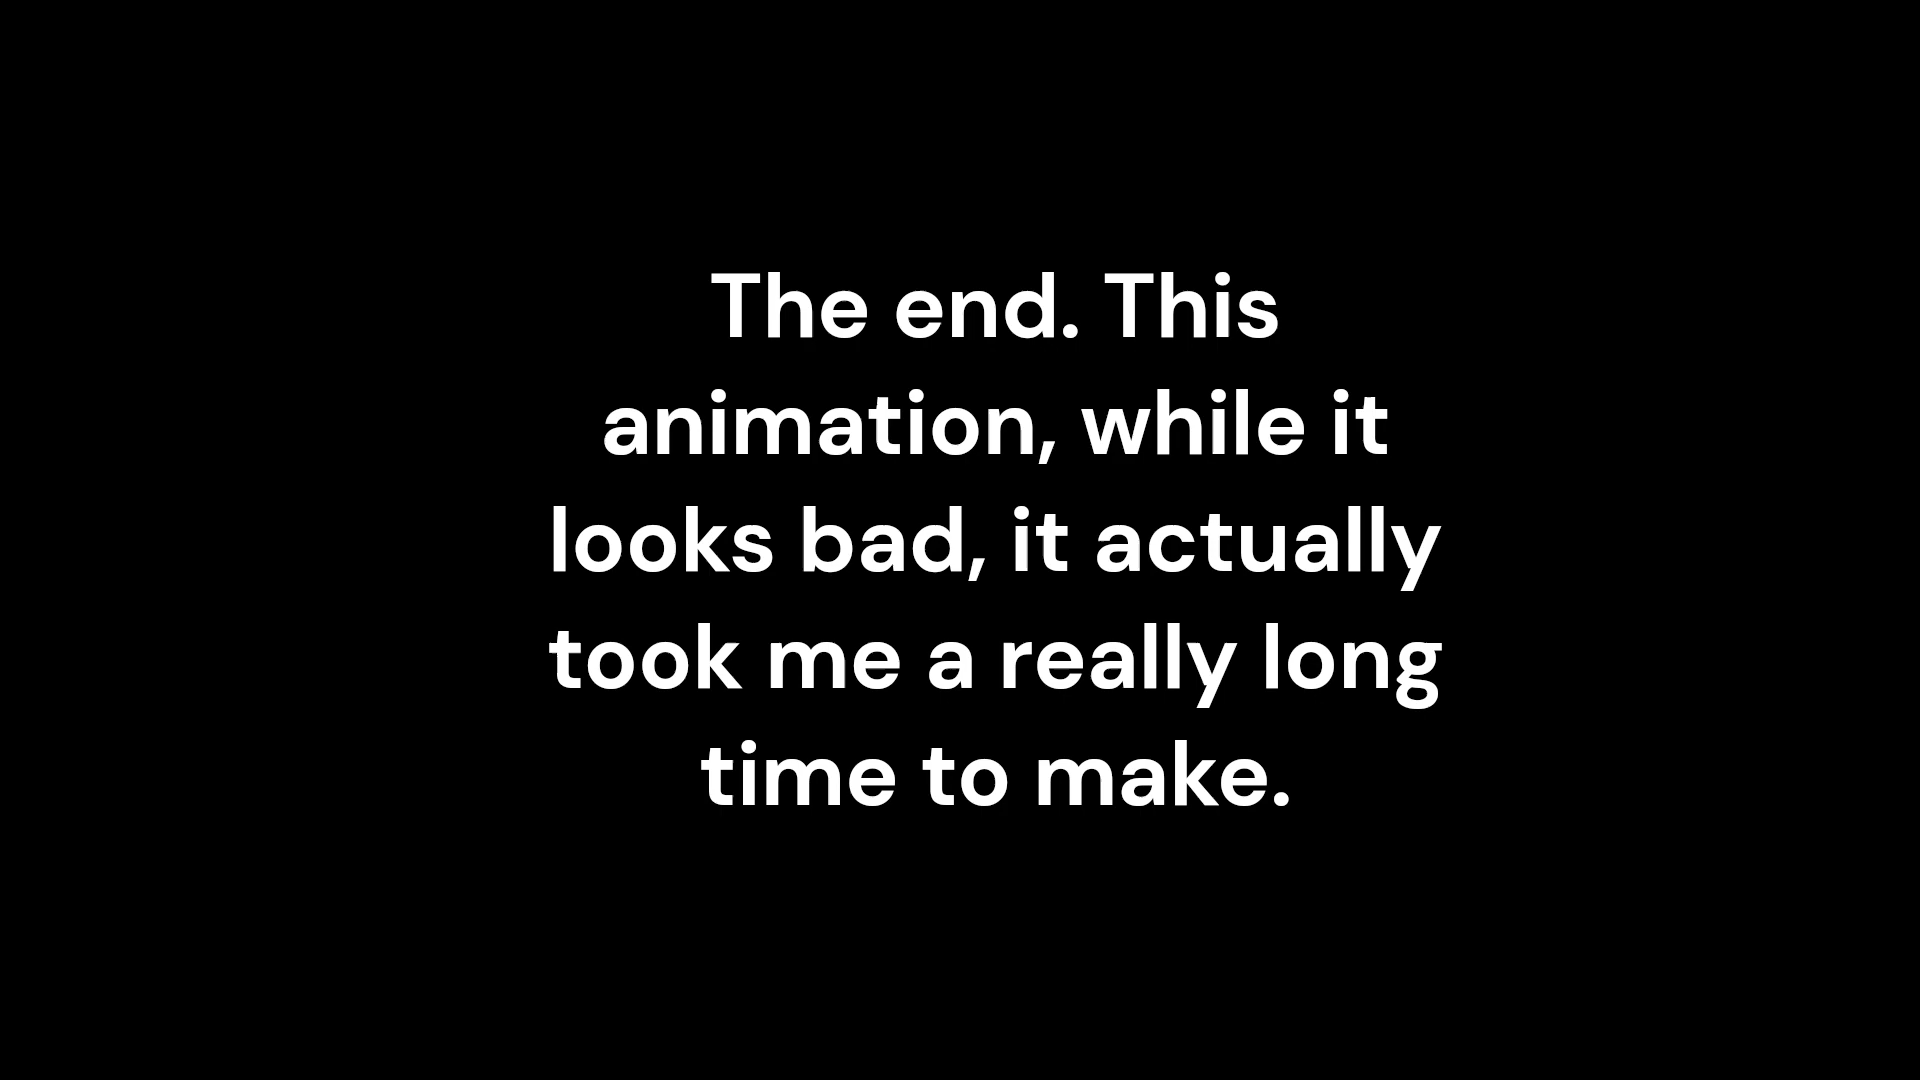 The end. This
animation, while it
looks bad, it actually
took me a really long
time to make.